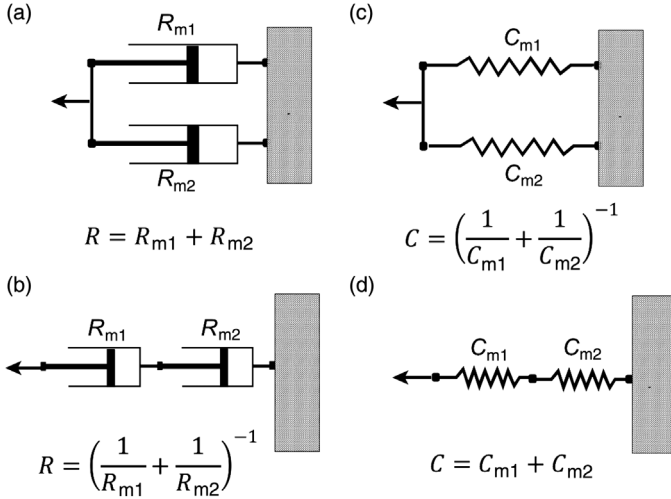 (a)
R_m1
R_m2
R = R_m1 + R_m2
(b)
R_m1 R_m2
R = (1/R_m1 + 1/R_m2)^-1
(c)
C_m1
C_m2
C = (1/C_m1 + 1/C_m2)^-1
(d)
C_m1 C_m2
C = C_m1 + C_m2